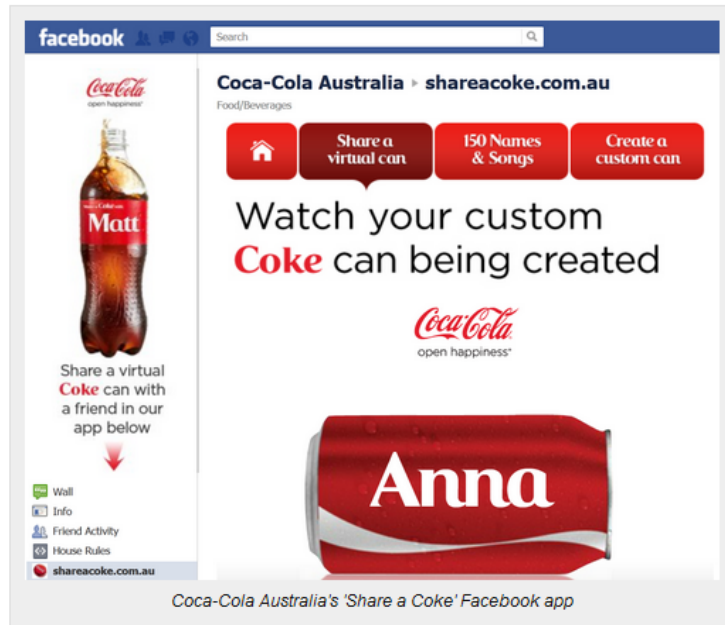 facebook
Search
Coca-Cola
open happiness®
Matt
Share a virtual
Coke can with
a friend in our
app below
Wall
Info
Friend Activity
House Rules
shareacoke.com.au
Coca-Cola Australia ▸ shareacoke.com.au
Food/Beverages
Share a
virtual can
150 Names
& Songs
Create a
custom can
Watch your custom
Coke can being created
Coca-Cola
open happiness®
Anna
Coca-Cola Australia's 'Share a Coke' Facebook app